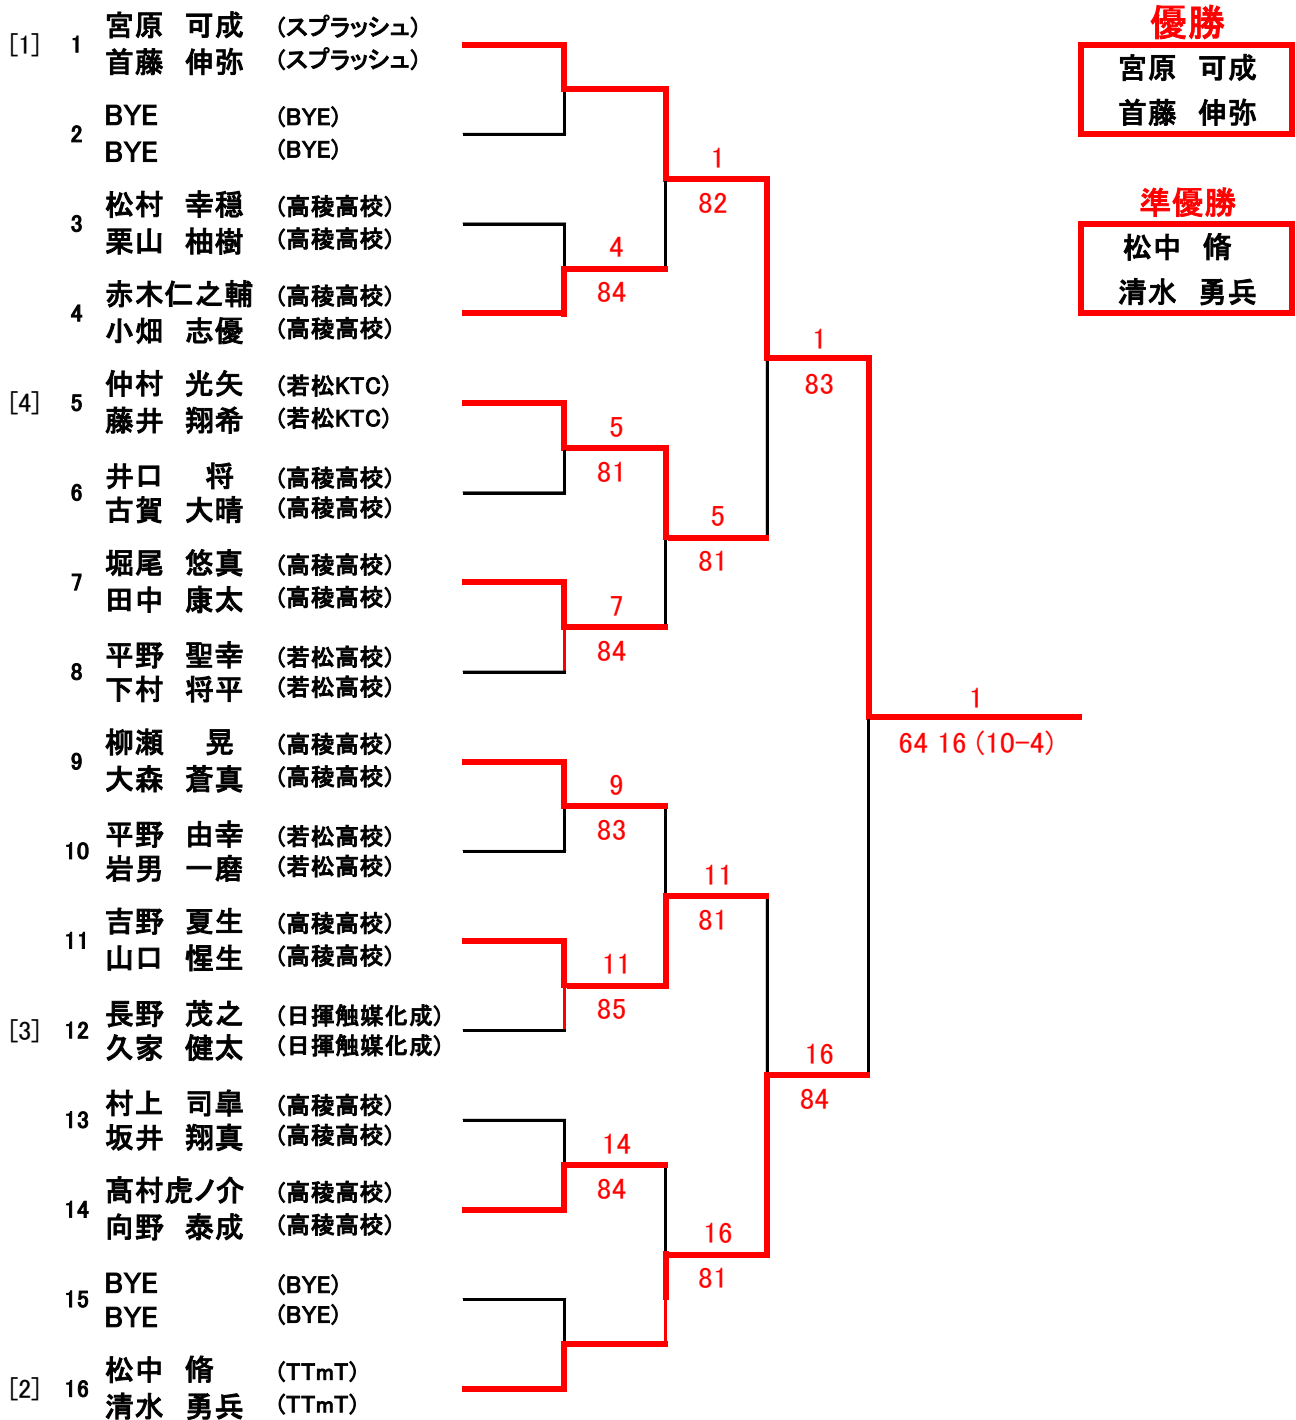 [1] 1 宮原 可成 (スプラッシュ)
首藤 伸弥 (スプラッシュ)
2 BYE (BYE)
BYE (BYE)
3 松村 幸穏 (高稜高校)
栗山 柚樹 (高稜高校)
4 赤木仁之輔 (高稜高校)
小畑 志優 (高稜高校)
[4] 5 仲村 光矢 (若松KTC)
藤井 翔希 (若松KTC)
6 井口 将 (高稜高校)
古賀 大晴 (高稜高校)
7 堀尾 悠真 (高稜高校)
田中 康太 (高稜高校)
8 平野 聖幸 (若松高校)
下村 将平 (若松高校)
9 柳瀬 晃 (高稜高校)
大森 蒼真 (高稜高校)
10 平野 由幸 (若松高校)
岩男 一磨 (若松高校)
11 吉野 夏生 (高稜高校)
山口 惺生 (高稜高校)
[3] 12 長野 茂之 (日揮触媒化成)
久家 健太 (日揮触媒化成)
13 村上 司皐 (高稜高校)
坂井 翔真 (高稜高校)
14 髙村虎ノ介 (高稜高校)
向野 泰成 (高稜高校)
15 BYE (BYE)
BYE (BYE)
[2] 16 松中 脩 (TTmT)
清水 勇兵 (TTmT)
4
84
5
81
7
84
9
83
11
85
14
84
1
82
5
81
11
81
16
81
1
83
16
84
1
64 16 (10-4)
優勝
宮原 可成
首藤 伸弥
準優勝
松中 脩
清水 勇兵